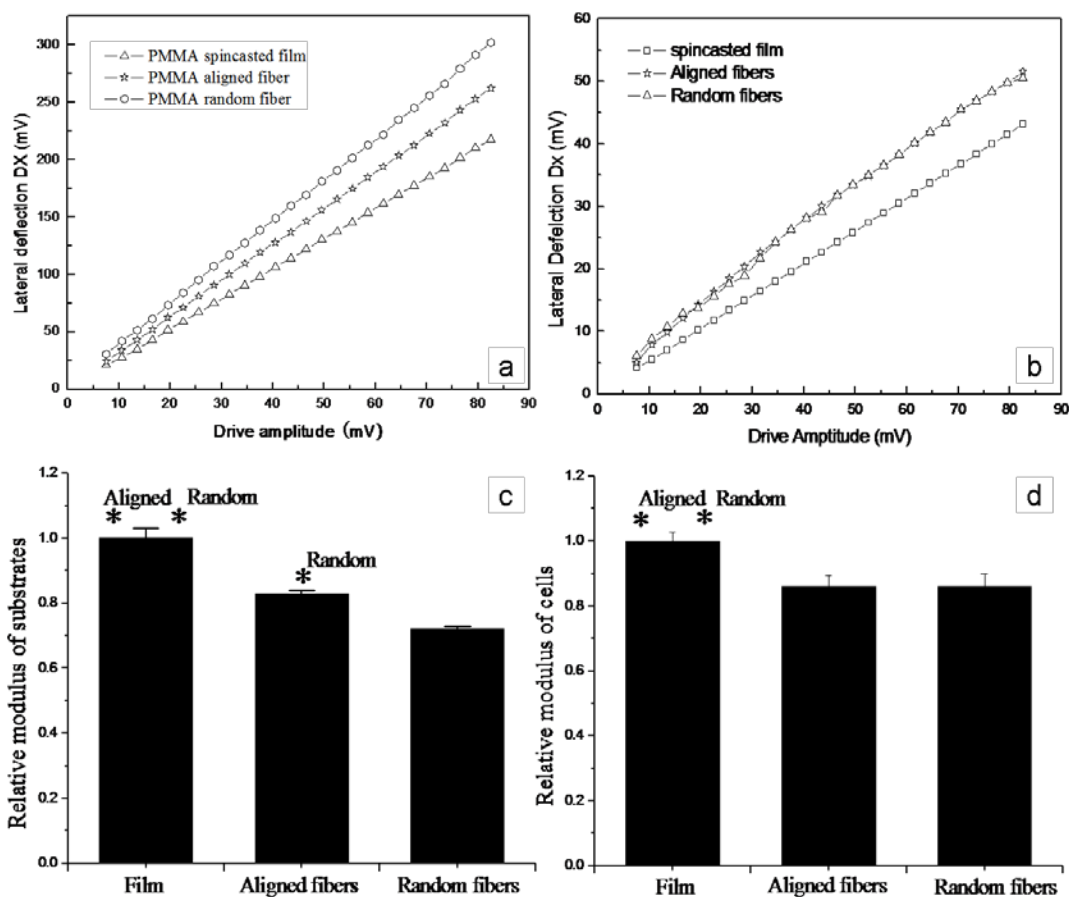 Lateral deflection DX (mV)
300
250
200
150
100
50
0
PMMA spincasted film
PMMA aligned fiber
PMMA random fiber
a
0 10 20 30 40 50 60 70 80 90
Drive amplitude (mV)
Lateral Defelction Dx (mV)
60
50
40
30
20
10
0
spincasted film
Aligned fibers
Random fibers
b
0 10 20 30 40 50 60 70 80 90
Drive Amptitude (mV)
Relative modulus of substrates
1.2
1.0
0.8
0.6
0.4
0.2
0.0
Aligned Random
* *
Random
*
c
Film Aligned fibers Random fibers
Relative modulus of cells
1.2
1.0
0.8
0.6
0.4
0.2
0.0
Aligned Random
* *
d
Film Aligned fibers Random fibers